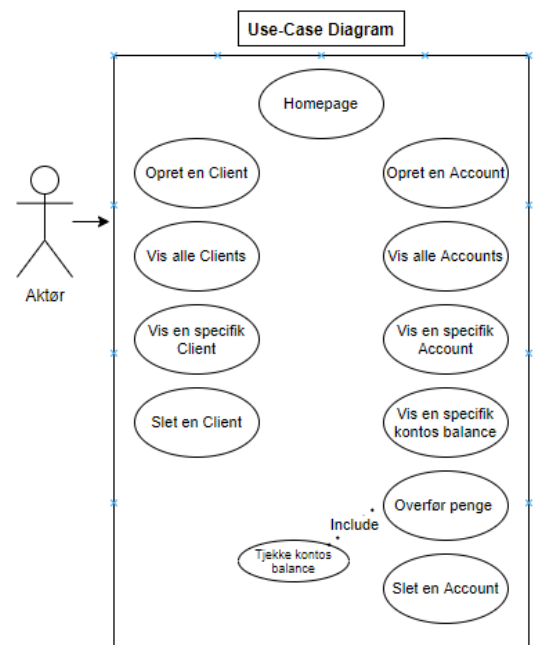 Use-Case Diagram
Homepage
Opret en Client
Opret en Account
Aktør
Vis alle Clients
Vis alle Accounts
Vis en specifik
Client
Vis en specifik
Account
Slet en Client
Vis en specifik
kontos balance
Overfør penge
Include
Tjekke kontos
balance
Slet en Account